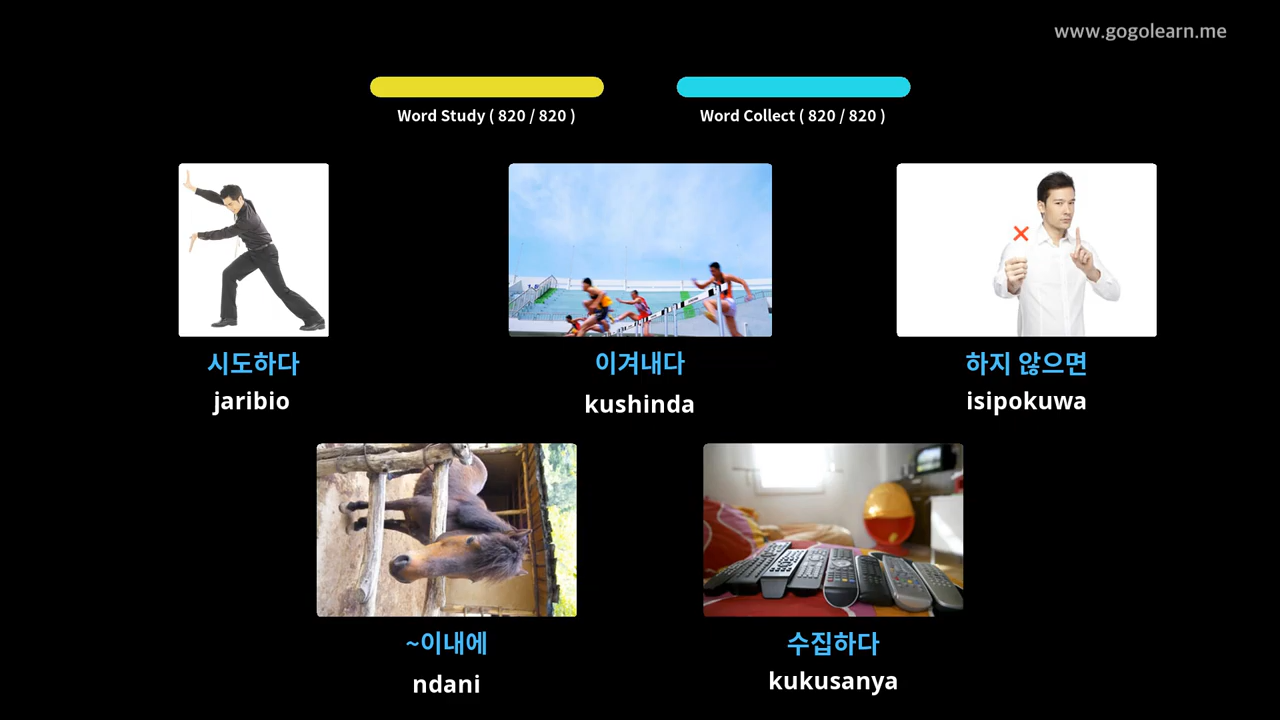 www.gogolearn.me
Word Study ( 820 / 820 )
Word Collect ( 820 / 820 )
시도하다
jaribio
이겨내다
kushinda
하지 않으면
isipokuwa
~이내에
ndani
수집하다
kukusanya